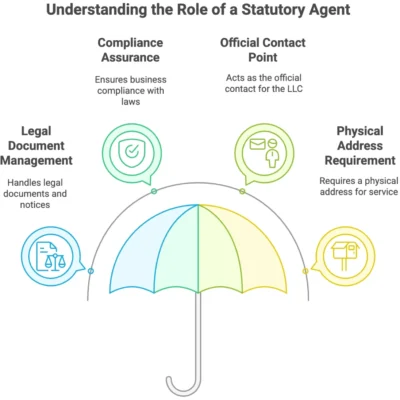 Understanding the Role of a Statutory Agent
Compliance
Assurance
Ensures business
compliance with
laws
Official Contact
Point
Acts as the official
contact for the LLC
Legal
Document
Management
Handles legal
documents and
notices
Physical
Address
Requirement
Requires a physical
address for service